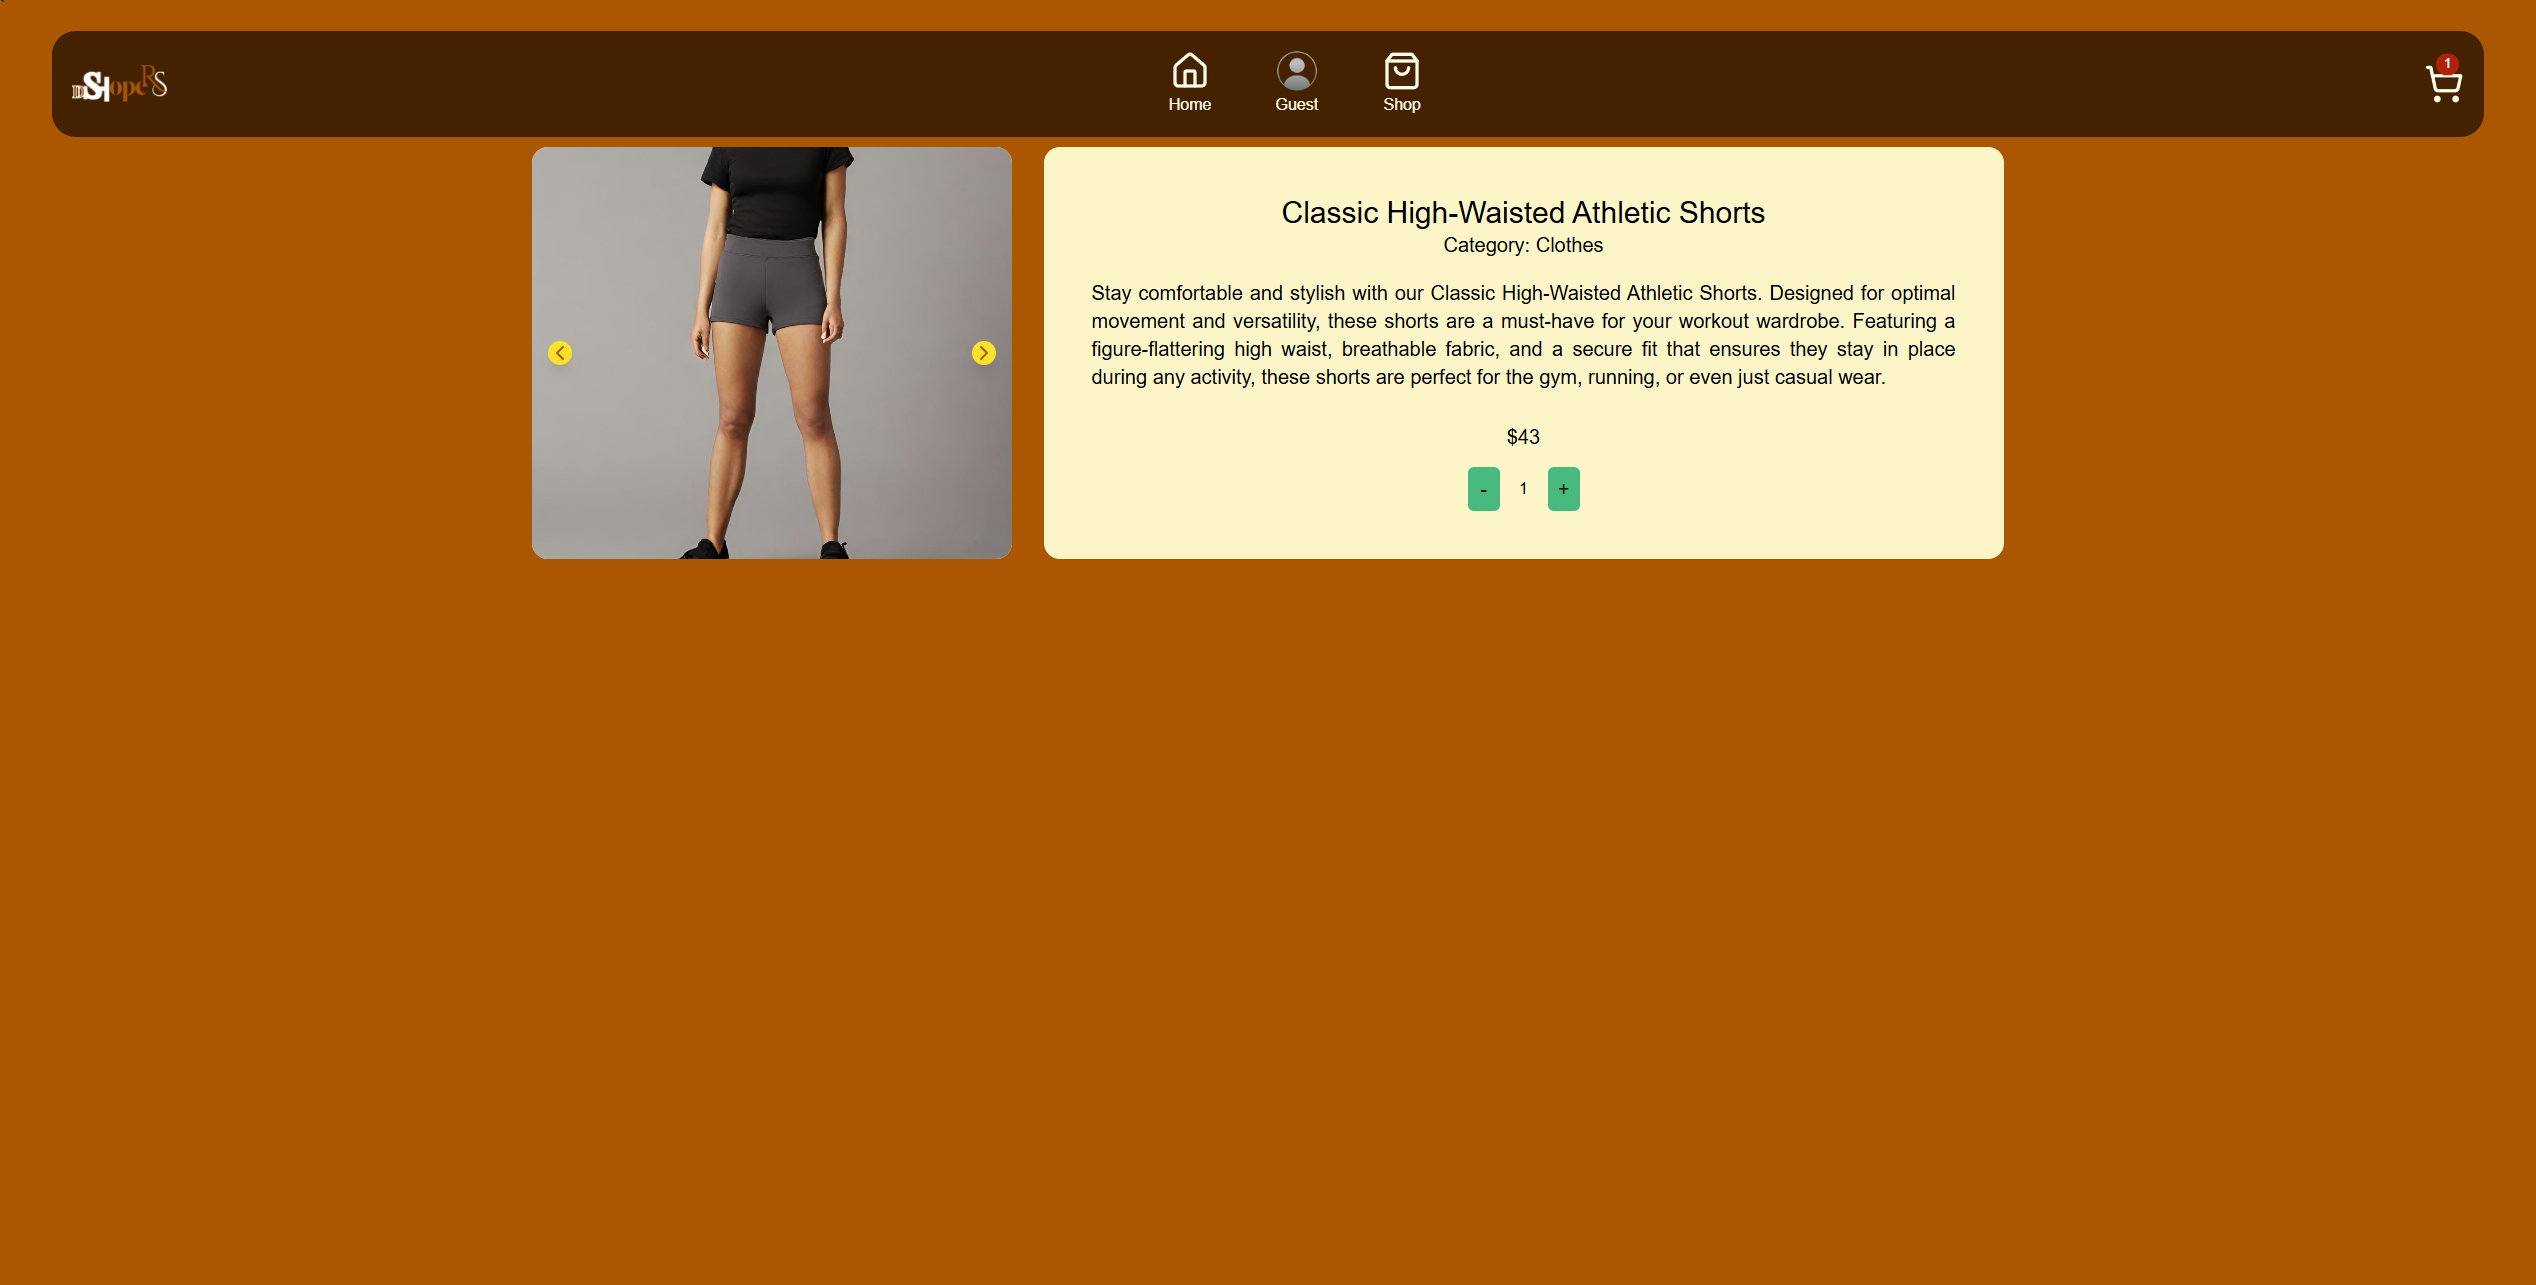 DSHopeRS
Home
Guest
Shop
1
Classic High-Waisted Athletic Shorts
Category: Clothes
Stay comfortable and stylish with our Classic High-Waisted Athletic Shorts. Designed for optimal
movement and versatility, these shorts are a must-have for your workout wardrobe. Featuring a
figure-flattering high waist, breathable fabric, and a secure fit that ensures they stay in place
during any activity, these shorts are perfect for the gym, running, or even just casual wear.
$43
- 1 +